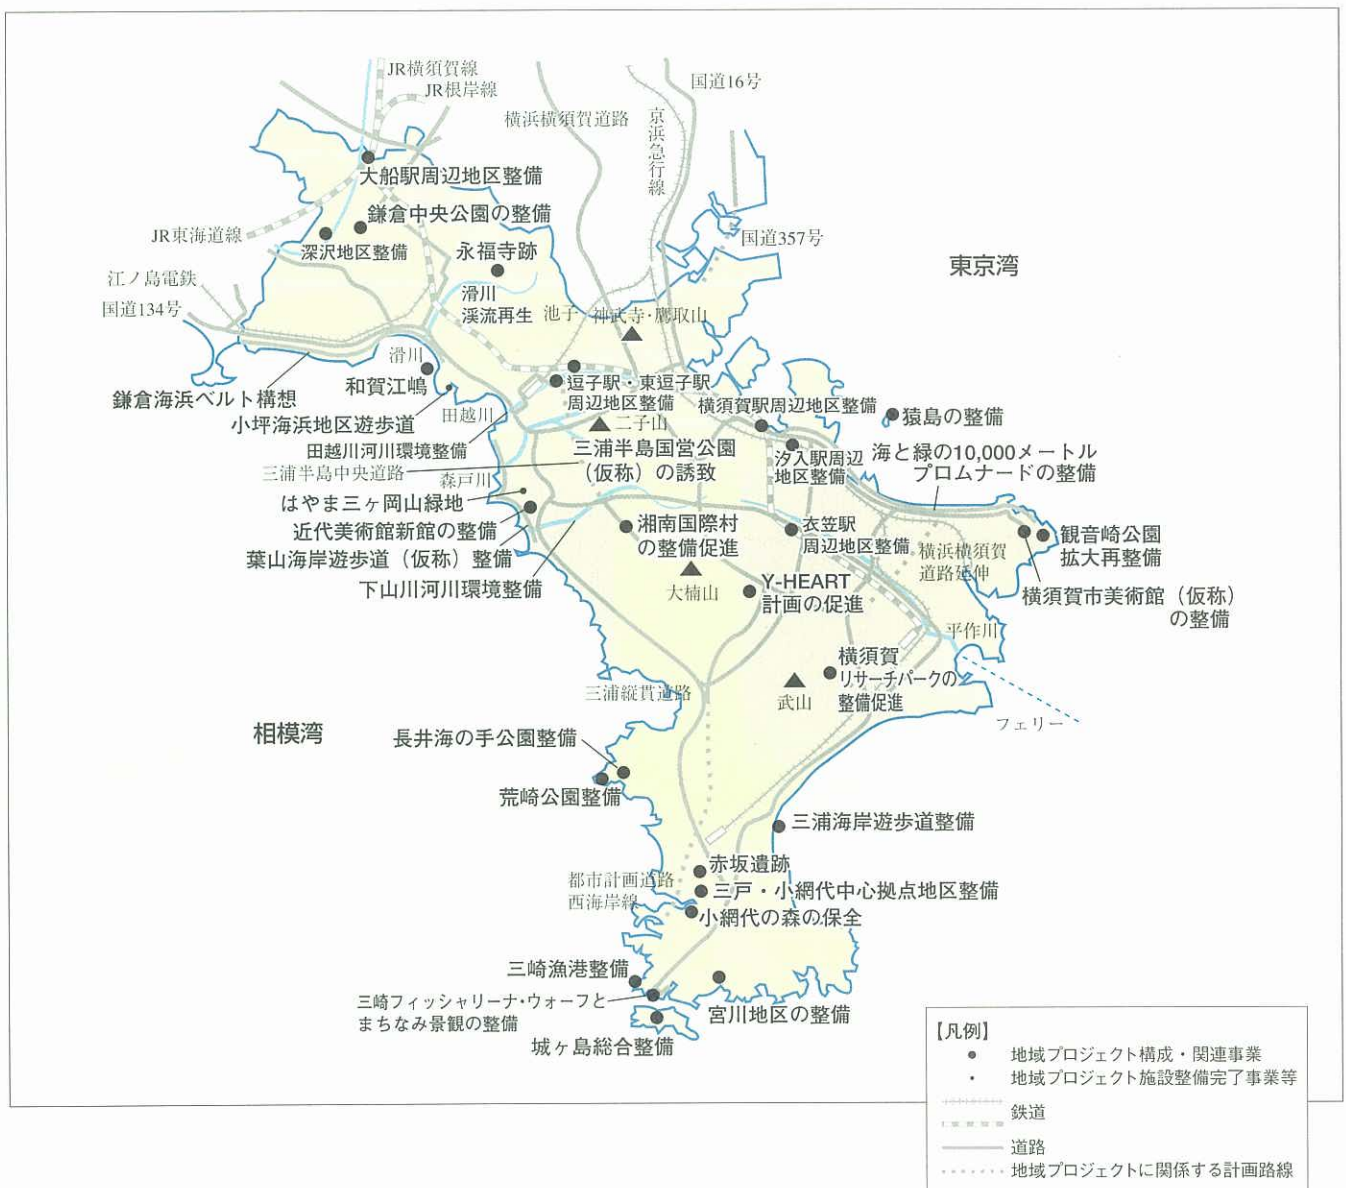 JR横須賀線
JR根岸線
国道16号
横浜横須賀道路
京浜急行線
大船駅周辺地区整備
鎌倉中央公園の整備
JR東海道線
深沢地区整備
永福寺跡
国道357号
東京湾
江ノ島電鉄
国道134号
滑川
渓流再生
池子
神武寺・鷹取山
滑川
和賀江嶋
鎌倉海浜ベルト構想
小坪海浜地区遊歩道
田越川
逗子駅・東逗子駅
周辺地区整備
横須賀駅周辺地区整備
猿島の整備
二子山
田越川河川環境整備
三浦半島国営公園
（仮称）の誘致
汐入駅周辺
地区整備
海と緑の10,000メートル
プロムナードの整備
三浦半島中央道路
森戸川
はやま三ヶ岡山緑地
近代美術館新館の整備
葉山海岸遊歩道（仮称）整備
下山川河川環境整備
湘南国際村
の整備促進
衣笠駅
周辺地区整備
横浜横須賀
道路延伸
観音崎公園
拡大再整備
大楠山
Y-HEART
計画の促進
横須賀市美術館（仮称）
の整備
平作川
横須賀
リサーチパークの
整備促進
武山
三浦縦貫道路
フェリー
相模湾
長井海の手公園整備
荒崎公園整備
三浦海岸遊歩道整備
赤坂遺跡
都市計画道路
西海岸線
三戸・小網代中心拠点地区整備
小網代の森の保全
三崎漁港整備
三崎フィッシャリーナ・ウォーフと
まちなみ景観の整備
宮川地区の整備
城ヶ島総合整備
【凡例】
地域プロジェクト構成・関連事業
地域プロジェクト施設整備完了事業等
鉄道
道路
地域プロジェクトに関係する計画路線